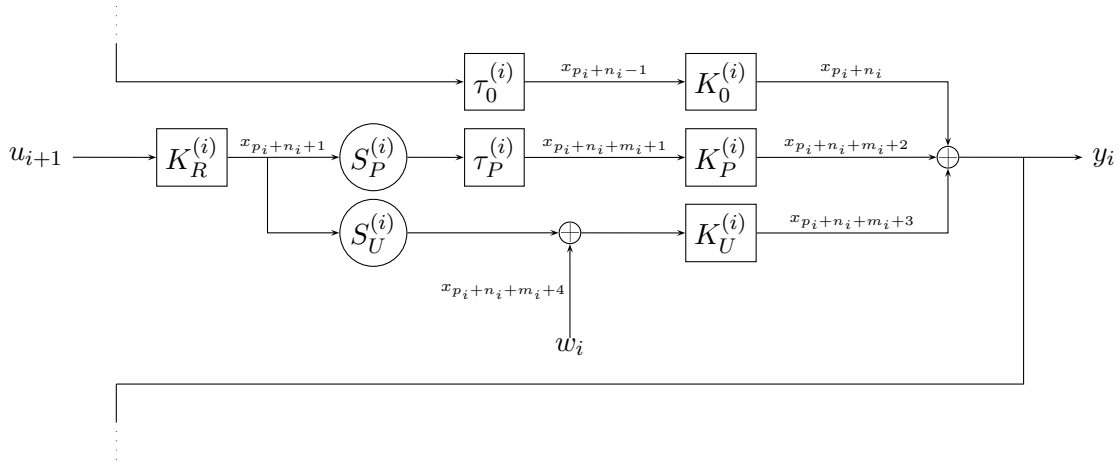 τ₀⁽ⁱ⁾ x_{p_i+n_i−1} K₀⁽ⁱ⁾ x_{p_i+n_i}
u_{i+1} K_R⁽ⁱ⁾ x_{p_i+n_i+1} S_P⁽ⁱ⁾ τ_P⁽ⁱ⁾ x_{p_i+n_i+m_i+1} K_P⁽ⁱ⁾ x_{p_i+n_i+m_i+2} y_i
S_U⁽ⁱ⁾ K_U⁽ⁱ⁾ x_{p_i+n_i+m_i+3}
x_{p_i+n_i+m_i+4}
w_i